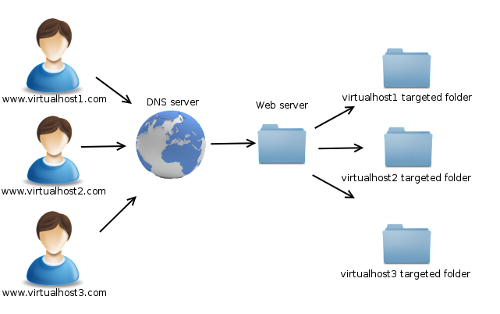 www.virtualhost1.com
DNS server
Web server
virtualhost1 targeted folder
www.virtualhost2.com
virtualhost2 targeted folder
www.virtualhost3.com
virtualhost3 targeted folder